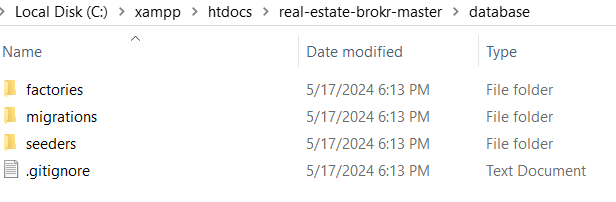 Local Disk (C:) > xampp > htdocs > real-estate-brokr-master > database
Name Date modified Type
factories 5/17/2024 6:13 PM File folder
migrations 5/17/2024 6:13 PM File folder
seeders 5/17/2024 6:13 PM File folder
.gitignore 5/17/2024 6:13 PM Text Document